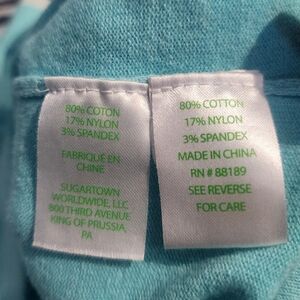 80% COTTON
17% NYLON
3% SPANDEX
FABRIQUE EN
CHINE
SUGARTOWN
WORLDWIDE, LLC
800 THIRD AVENUE
KING OF PRUSSIA,
PA
80% COTTON
17% NYLON
3% SPANDEX
MADE IN CHINA
RN # 88189
SEE REVERSE
FOR CARE